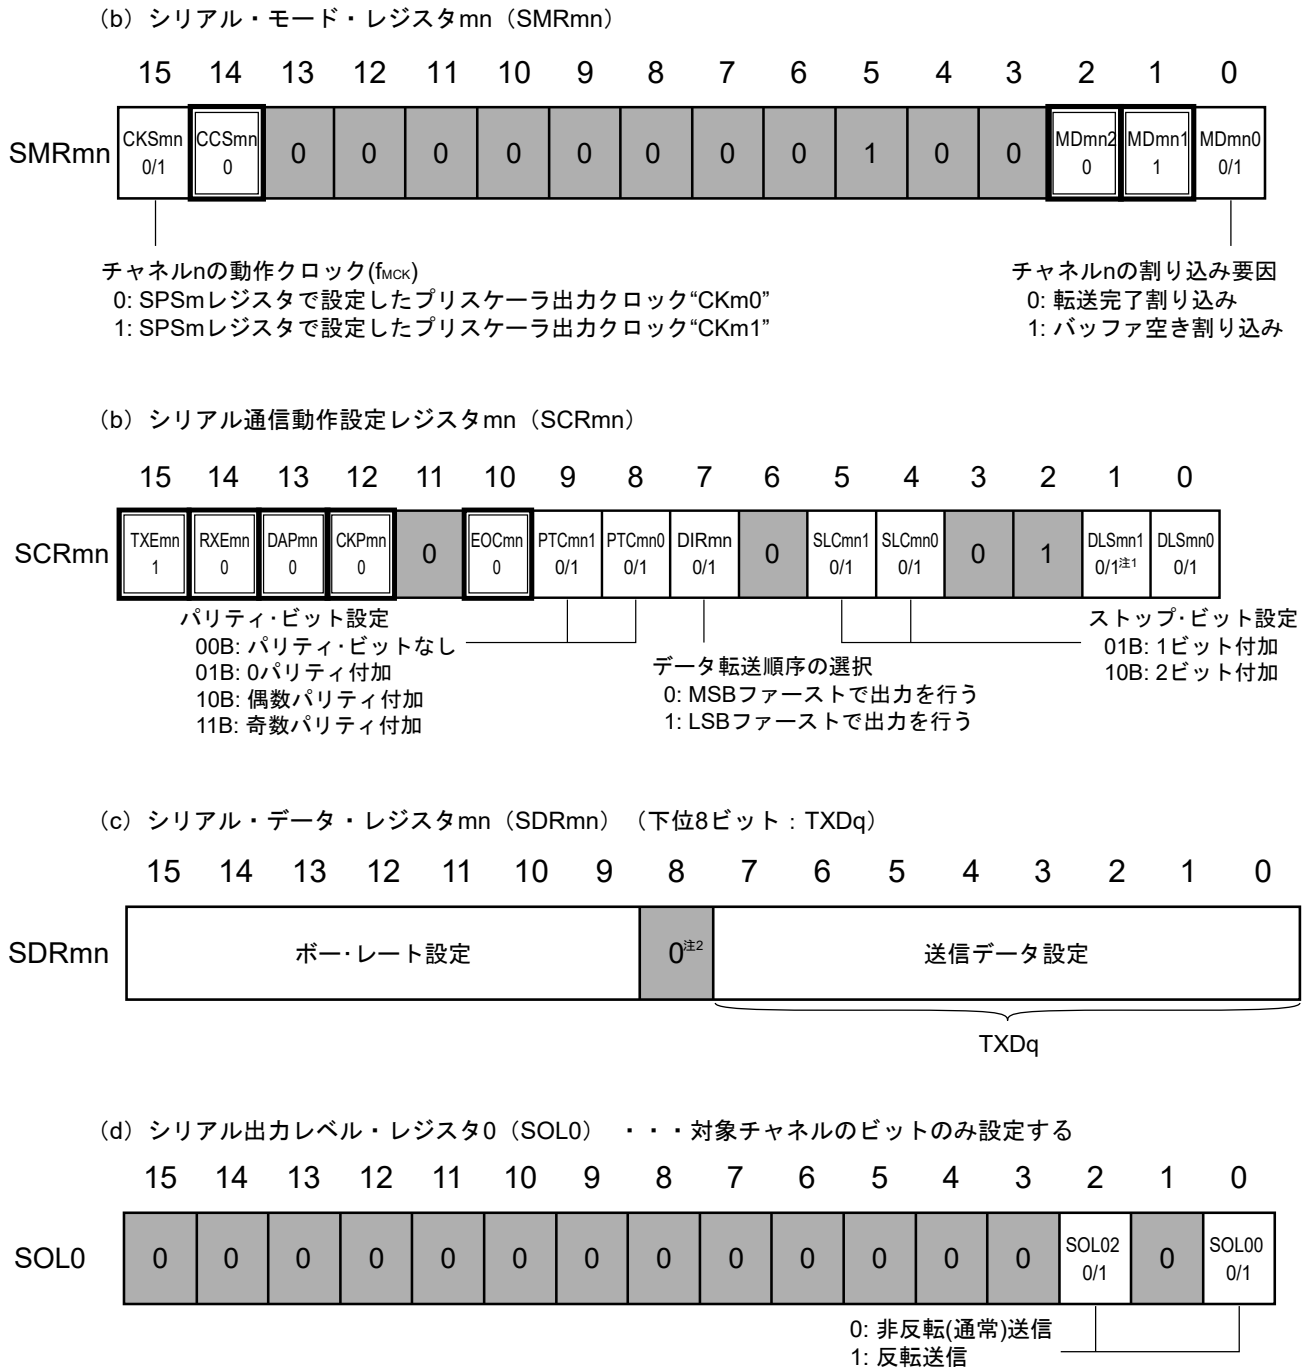 (b) シリアル・モード・レジスタmn (SMRmn)
15 14 13 12 11 10 9 8 7 6 5 4 3 2 1 0
SMRmn CKSmn 0/1 CCSmn 0 0 0 0 0 0 0 0 0 1 0 0 MDmn2 0 MDmn1 1 MDmn0 0/1
チャネルnの動作クロック(fMCK)
0: SPSmレジスタで設定したプリスケーラ出力クロック“CKm0”
1: SPSmレジスタで設定したプリスケーラ出力クロック“CKm1”
チャネルnの割り込み要因
0: 転送完了割り込み
1: バッファ空き割り込み
(b) シリアル通信動作設定レジスタmn (SCRmn)
15 14 13 12 11 10 9 8 7 6 5 4 3 2 1 0
SCRmn TXEmn 1 RXEmn 0 DAPmn 0 CKPmn 0 0 EOCmn 0 PTCmn1 0/1 PTCmn0 0/1 DIRmn 0/1 0 SLCmn1 0/1 SLCmn0 0/1 0 1 DLSmn1 0/1注1 DLSmn0 0/1
パリティ・ビット設定
00B: パリティ・ビットなし
01B: 0パリティ付加
10B: 偶数パリティ付加
11B: 奇数パリティ付加
データ転送順序の選択
0: MSBファーストで出力を行う
1: LSBファーストで出力を行う
ストップ・ビット設定
01B: 1ビット付加
10B: 2ビット付加
(c) シリアル・データ・レジスタmn (SDRmn) (下位8ビット：TXDq)
15 14 13 12 11 10 9 8 7 6 5 4 3 2 1 0
SDRmn ボー・レート設定 0注2 送信データ設定
TXDq
(d) シリアル出力レベル・レジスタ0 (SOL0) ・・・対象チャネルのビットのみ設定する
15 14 13 12 11 10 9 8 7 6 5 4 3 2 1 0
SOL0 0 0 0 0 0 0 0 0 0 0 0 0 0 SOL02 0/1 0 SOL00 0/1
0: 非反転(通常)送信
1: 反転送信